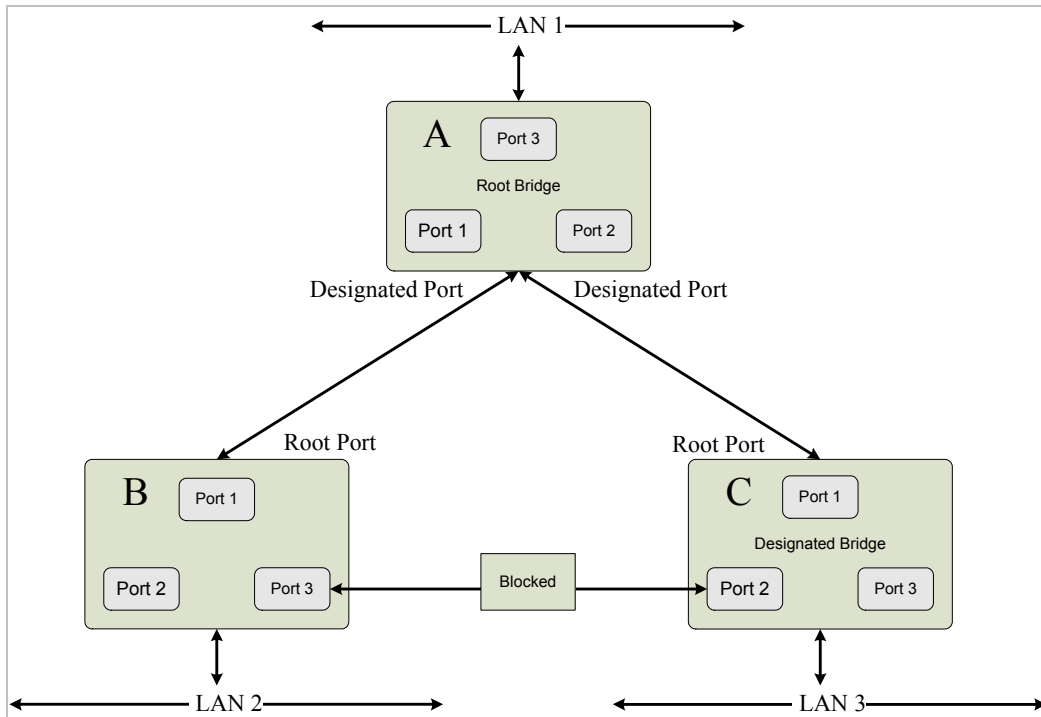 LAN 1
A
Port 3
Root Bridge
Port 1
Port 2
Designated Port
Designated Port
Root Port
Root Port
B
Port 1
C
Port 1
Designated Bridge
Port 2
Port 3
Blocked
Port 2
Port 3
LAN 2
LAN 3